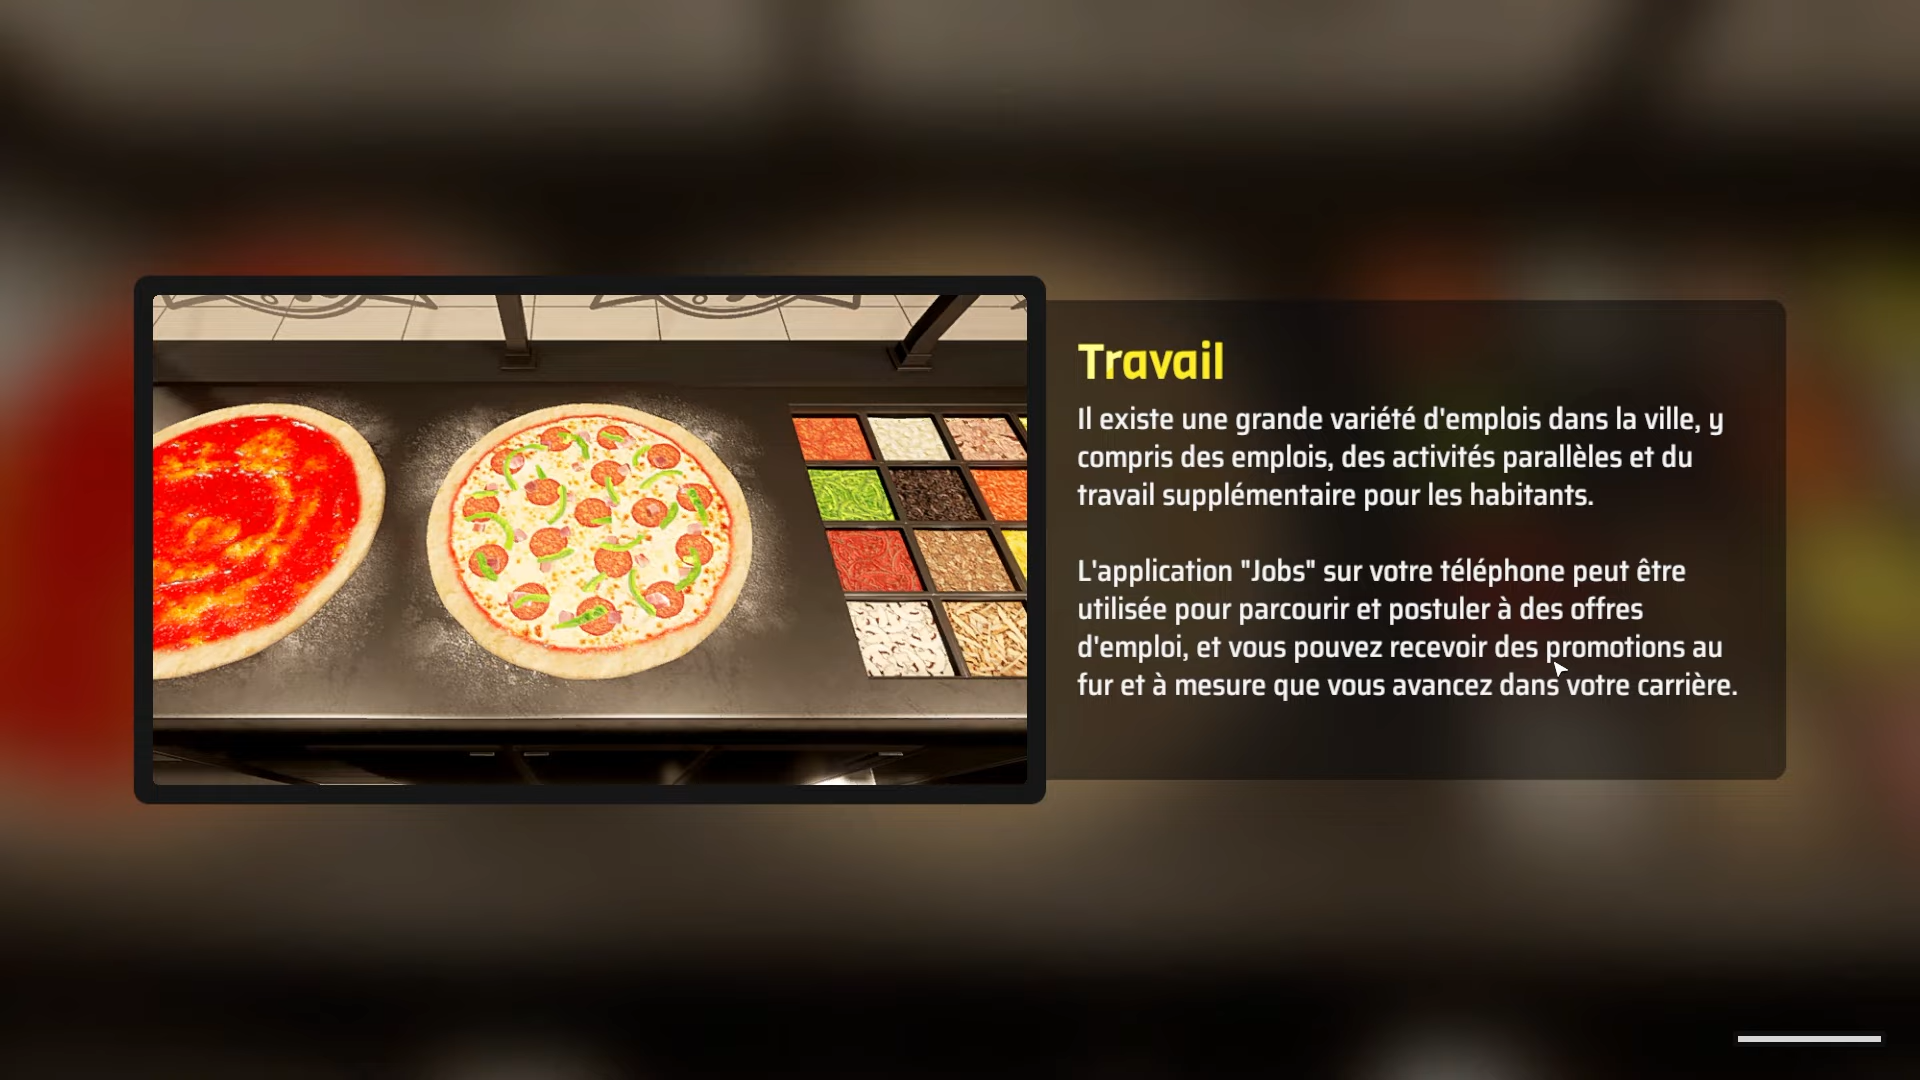 Travail
Il existe une grande variété d'emplois dans la ville, y
compris des emplois, des activités parallèles et du
travail supplémentaire pour les habitants.
L'application "Jobs" sur votre téléphone peut être
utilisée pour parcourir et postuler à des offres
d'emploi, et vous pouvez recevoir des promotions au
fur et à mesure que vous avancez dans votre carrière.